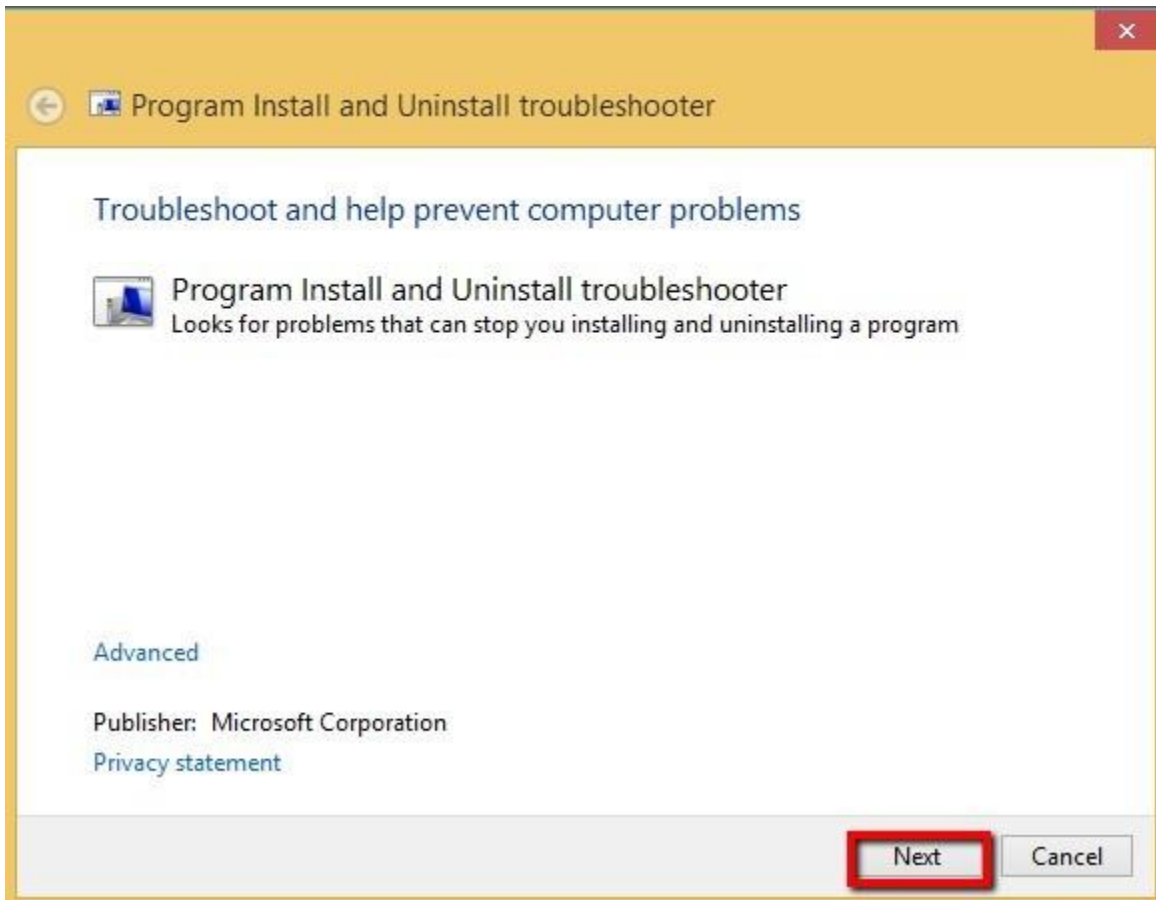 Program Install and Uninstall troubleshooter
Troubleshoot and help prevent computer problems
Program Install and Uninstall troubleshooter
Looks for problems that can stop you installing and uninstalling a program
Advanced
Publisher: Microsoft Corporation
Privacy statement
Next
Cancel